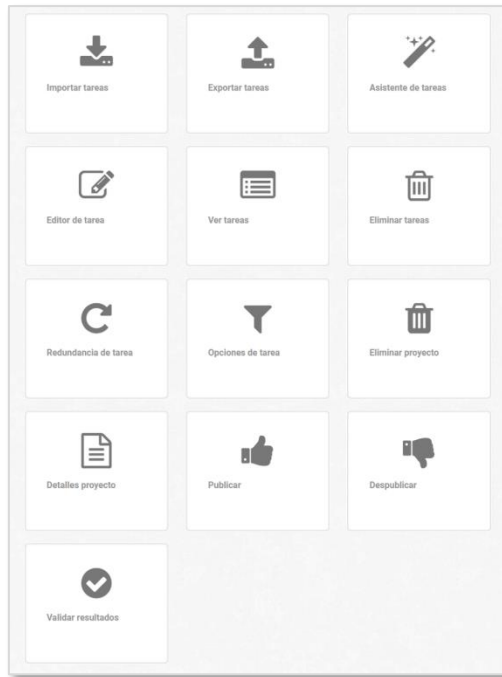 Importar tareas
Exportar tareas
Asistente de tareas
Editor de tarea
Ver tareas
Eliminar tareas
Redundancia de tarea
Opciones de tarea
Eliminar proyecto
Detalles proyecto
Publicar
Despublicar
Validar resultados